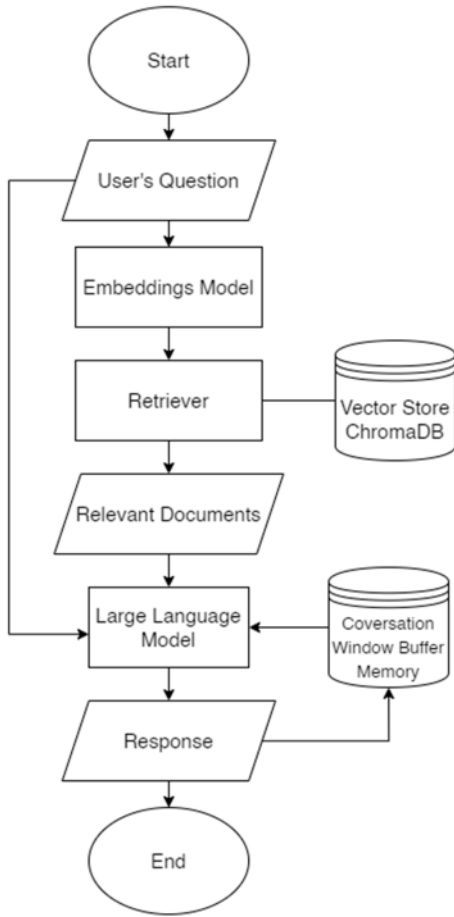 Start
User's Question
Embeddings Model
Retriever
Vector Store
ChromaDB
Relevant Documents
Large Language
Model
Coversation
Window Buffer
Memory
Response
End